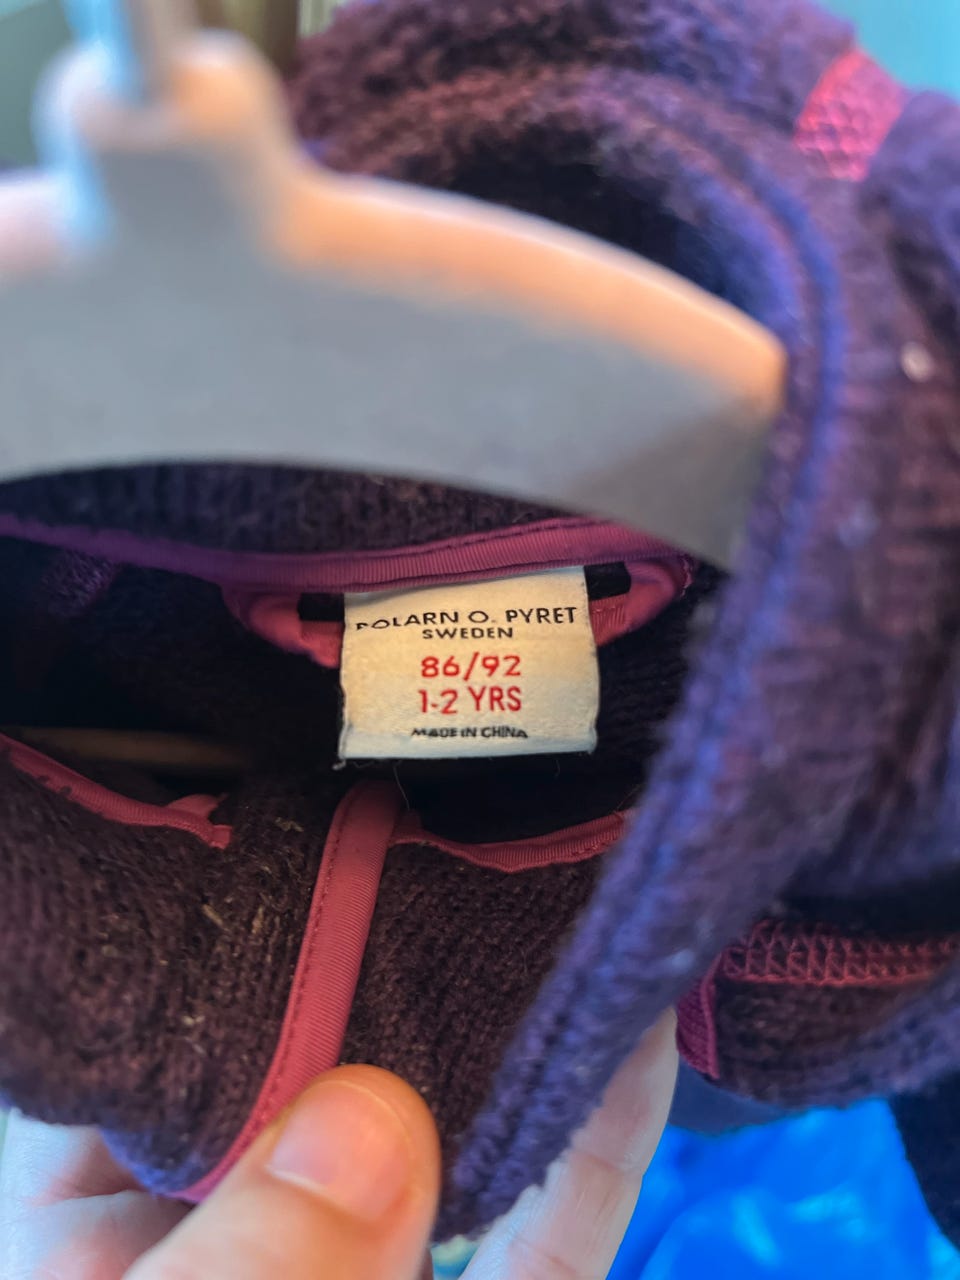 POLARN O. PYRET
SWEDEN
86/92
1-2 YRS
MADE IN CHINA